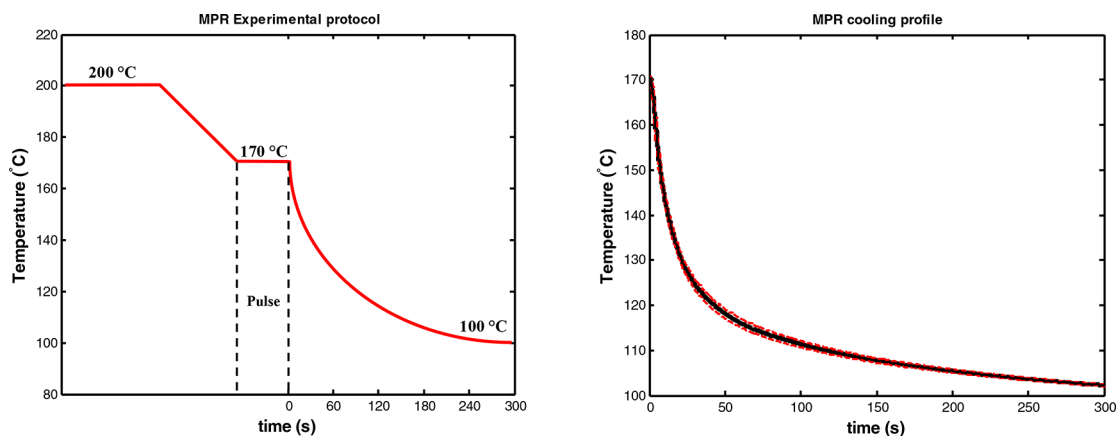 MPR Experimental protocol
220
200
180
160
140
120
100
80
Temperature (°C)
200 °C
170 °C
Pulse
100 °C
0 60 120 180 240 300
time (s)
MPR cooling profile
180
170
160
150
140
130
120
110
100
Temperature (°C)
0 50 100 150 200 250 300
time (s)